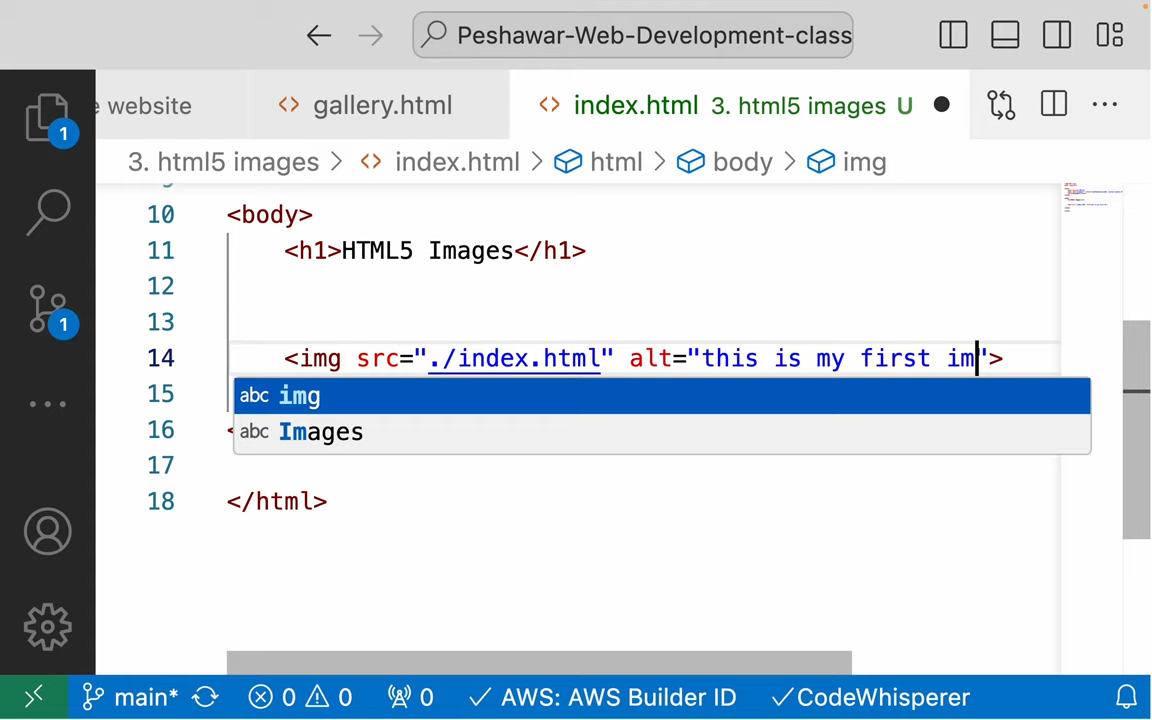 Peshawar-Web-Development-class
e website gallery.html index.html 3. html5 images U
3. html5 images > index.html > html > body > img
10 <body>
11 <h1>HTML5 Images</h1>
12
13
14 <img src="./index.html" alt="this is my first im">
15 abc img
16 < abc Images
17
18 </html>
1
1
main* 0 0 0 AWS: AWS Builder ID CodeWhisperer